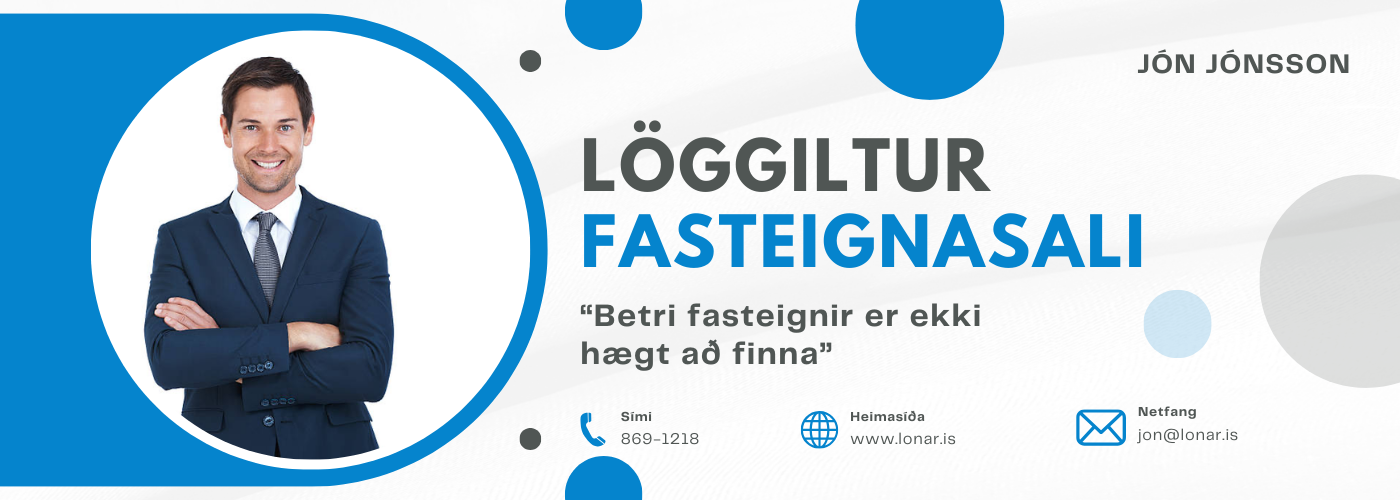 JÓN JÓNSSON
LÖGGILTUR
FASTEIGNASALI
“Betri fasteignir er ekki
hægt að finna”
Sími
869-1218
Heimasíða
www.lonar.is
Netfang
jon@lonar.is